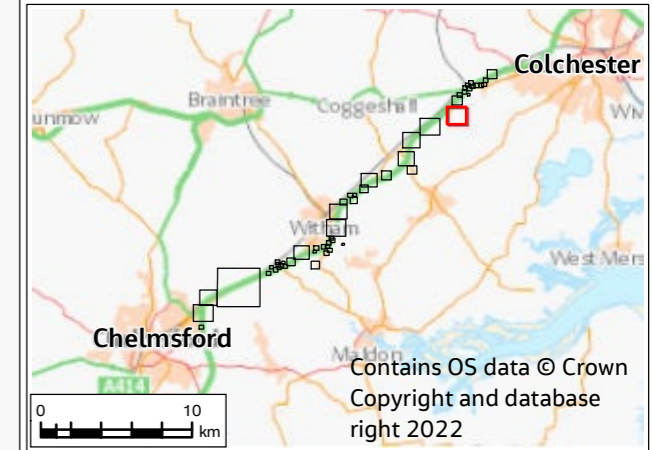 Colchester
Braintree
Coggeshall
unmow
Witham
West Mers
Chelmsford
Maldon
A414
Contains OS data © Crown
Copyright and database
right 2022
0 10
km